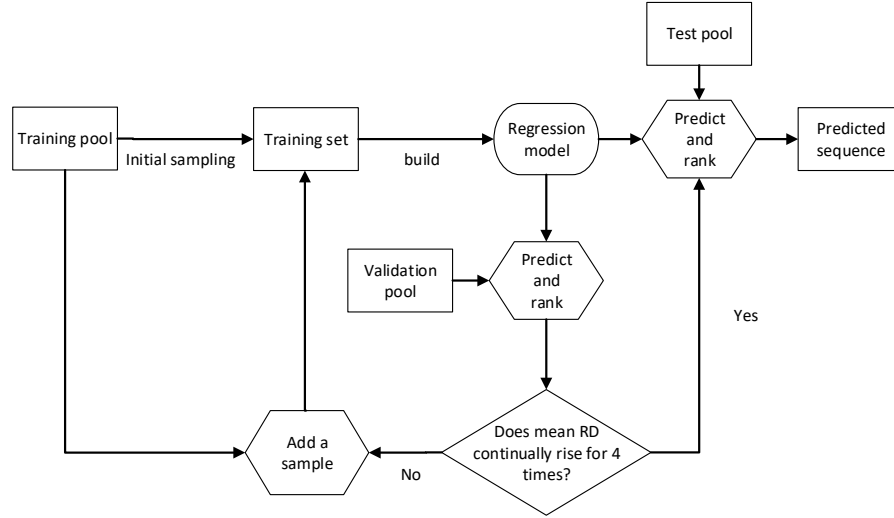 Test pool
Training pool
Initial sampling
Training set
build
Regression
model
Predict
and
rank
Predicted
sequence
Validation
pool
Predict
and
rank
Yes
Add a
sample
No
Does mean RD
continually rise for 4
times?